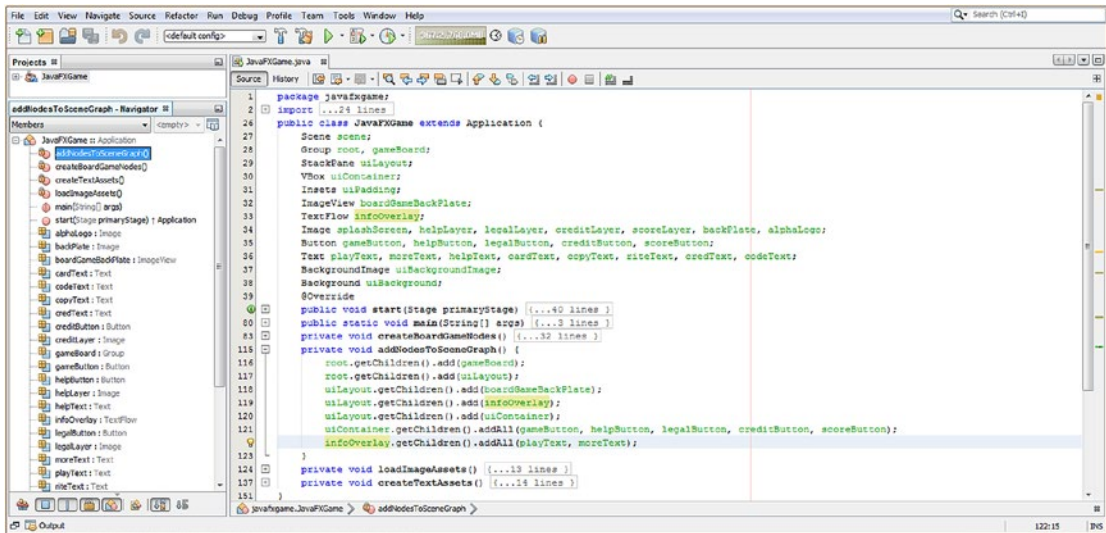 File Edit View Navigate Source Refactor Run Debug Profile Team Tools Window Help
Search (Ctrl+I)
<default config>
Projects
JavaFXGame
addNodesToSceneGraph - Navigator
Members <empty>
JavaFXGame :: Application
addNodesToSceneGraph()
createBoardGameNodes()
createTextAssets()
loadImageAssets()
main(String[] args)
start(Stage primaryStage) ↑ Application
alphaLogo : Image
backPlate : Image
boardGameBackPlate : ImageView
cardText : Text
codeText : Text
copyText : Text
credText : Text
creditButton : Button
creditLayer : Image
gameBoard : Group
gameButton : Button
helpButton : Button
helpLayer : Image
helpText : Text
infoOverlay : TextFlow
legalButton : Button
legalLayer : Image
moreText : Text
playText : Text
riteText : Text
JavaFXGame.java
Source History
1 package javafxgame;
2 import ...24 lines
26 public class JavaFXGame extends Application {
27 Scene scene;
28 Group root, gameBoard;
29 StackPane uiLayout;
30 VBox uiContainer;
31 Insets uiPadding;
32 ImageView boardGameBackPlate;
33 TextFlow infoOverlay;
34 Image splashScreen, helpLayer, legalLayer, creditLayer, scoreLayer, backPlate, alphaLogo;
35 Button gameButton, helpButton, legalButton, creditButton, scoreButton;
36 Text playText, moreText, helpText, cardText, copyText, riteText, credText, codeText;
37 BackgroundImage uiBackgroundImage;
38 Background uiBackground;
39 @Override
public void start(Stage primaryStage) {...40 lines }
80 public static void main(String[] args) {...3 lines }
83 private void createBoardGameNodes() {...32 lines }
115 private void addNodesToSceneGraph() {
116 root.getChildren().add(gameBoard);
117 root.getChildren().add(uiLayout);
118 uiLayout.getChildren().add(boardGameBackPlate);
119 uiLayout.getChildren().add(infoOverlay);
120 uiLayout.getChildren().add(uiContainer);
121 uiContainer.getChildren().addAll(gameButton, helpButton, legalButton, creditButton, scoreButton);
infoOverlay.getChildren().addAll(playText, moreText);
123 }
124 private void loadImageAssets() {...13 lines }
137 private void createTextAssets() {...14 lines }
151 }
javafxgame.JavaFXGame addNodesToSceneGraph
Output
122:15 INS